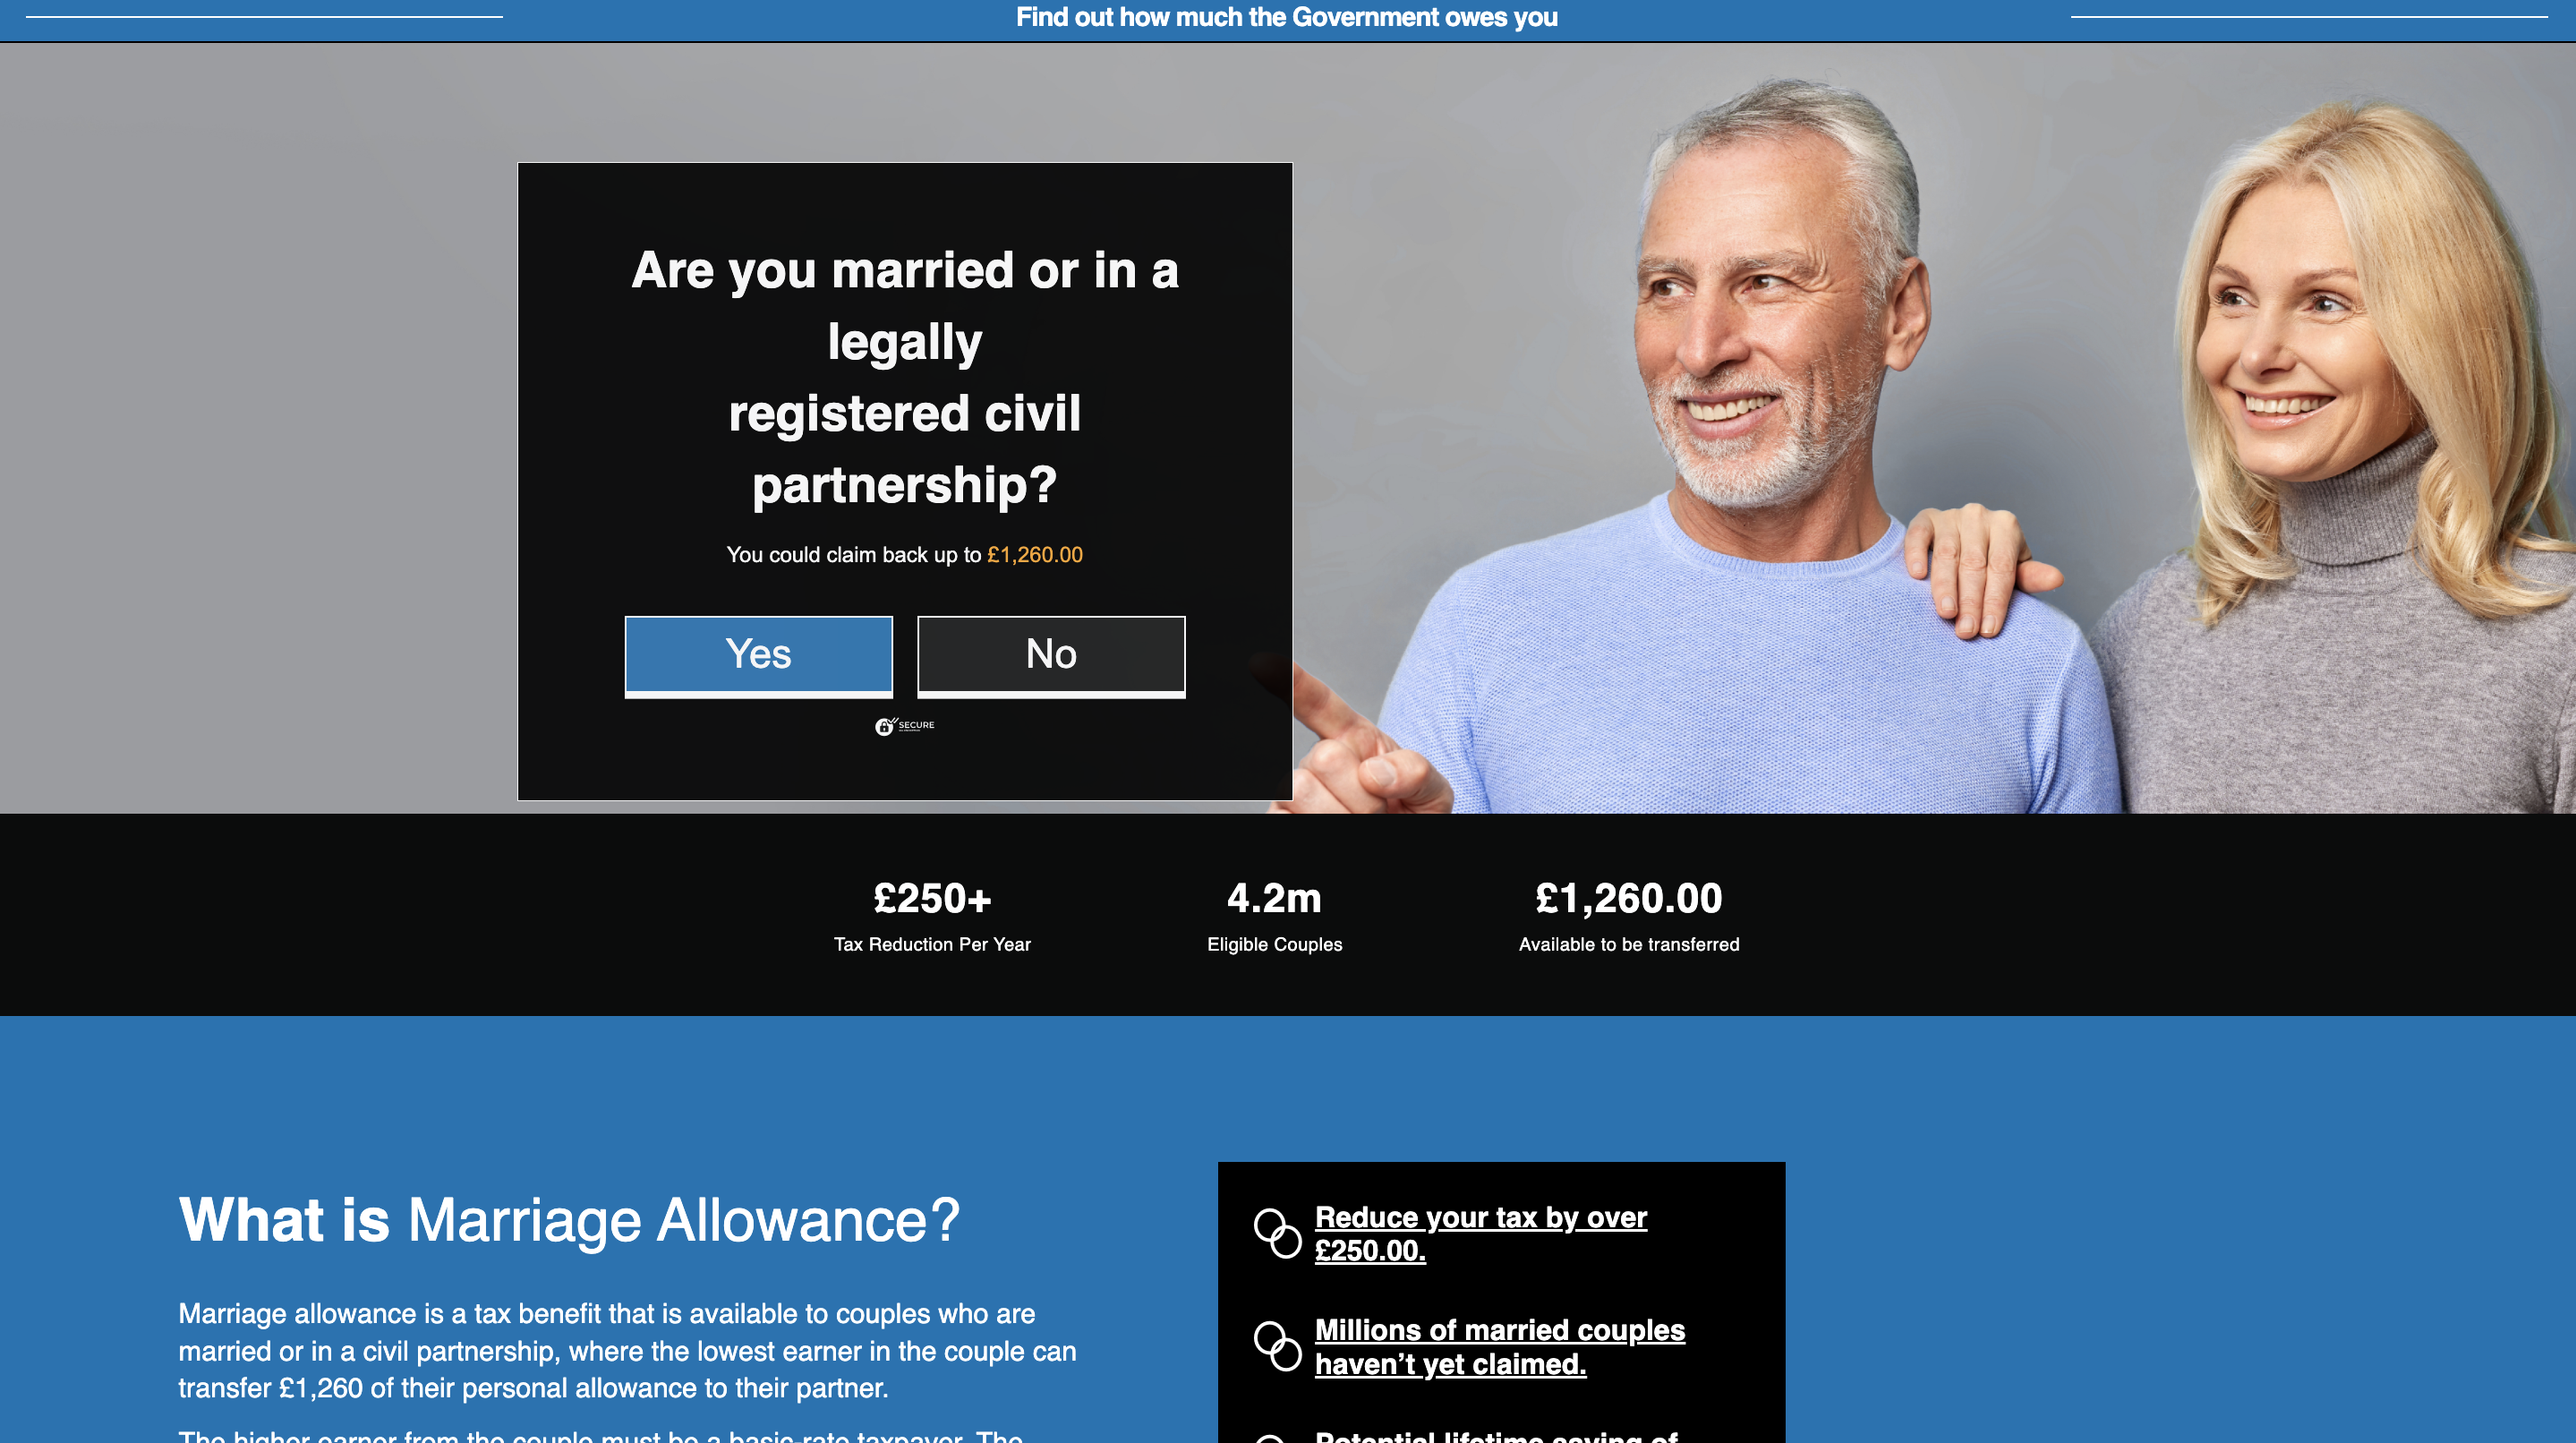 Find out how much the Government owes you
Are you married or in a
legally
registered civil
partnership?
You could claim back up to £1,260.00
Yes
No
SECURE
£250+
Tax Reduction Per Year
4.2m
Eligible Couples
£1,260.00
Available to be transferred
What is Marriage Allowance?
Marriage allowance is a tax benefit that is available to couples who are
married or in a civil partnership, where the lowest earner in the couple can
transfer £1,260 of their personal allowance to their partner.
The higher earner from the couple must be a basic-rate taxpayer. The
Reduce your tax by over
£250.00.
Millions of married couples
haven’t yet claimed.
Potential lifetime saving of